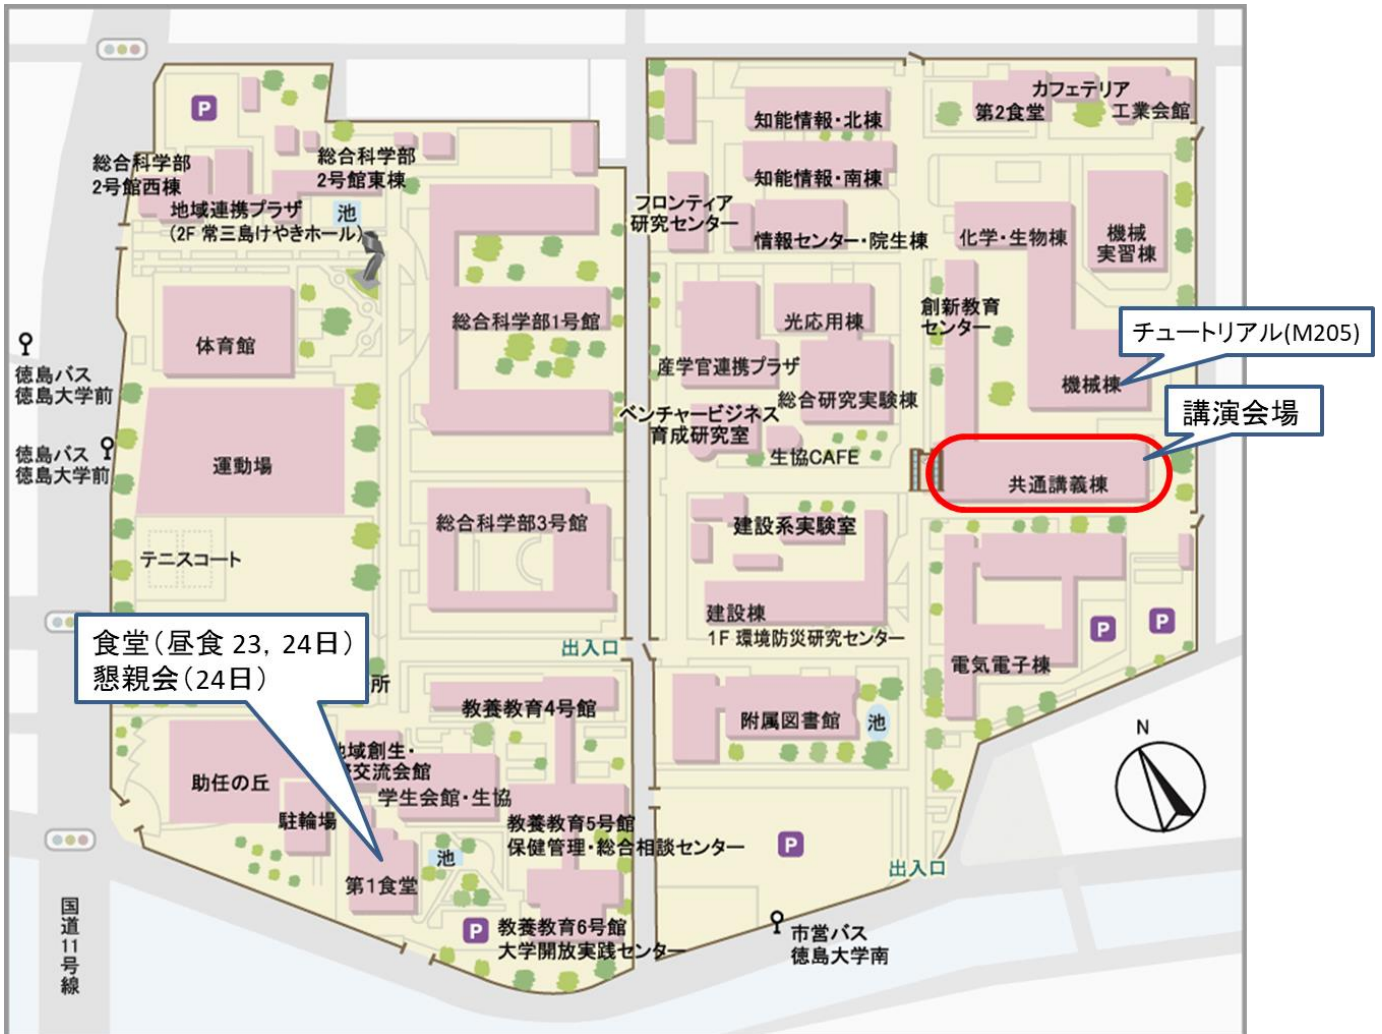 P
総合科学部
2号館西棟
総合科学部
2号館東棟
地域連携プラザ
(2F 常三島けやきホール)
池
体育館
総合科学部1号館
徳島バス
徳島大学前
徳島バス
徳島大学前
運動場
総合科学部3号館
テニスコート
食堂(昼食 23, 24日)
懇親会(24日)
所
出入口
教養教育4号館
助任の丘
地域創生・
交流会館
学生会館・生協
駐輪場
教養教育5号館
保健管理・総合相談センター
池
第1食堂
P
教養教育6号館
大学開放実践センター
国道11号線
知能情報・北棟
知能情報・南棟
フロンティア
研究センター
情報センター・院生棟
カフェテリア
第2食堂
工業会館
化学・生物棟
機械
実習棟
創新教育
センター
光応用棟
産学官連携プラザ
総合研究実験棟
チュートリアル(M205)
機械棟
講演会場
ベンチャービジネス
育成研究室
生協CAFE
共通講義棟
建設系実験室
建設棟
1F 環境防災研究センター
P
P
電気電子棟
附属図書館
池
N
P
出入口
市営バス
徳島大学南